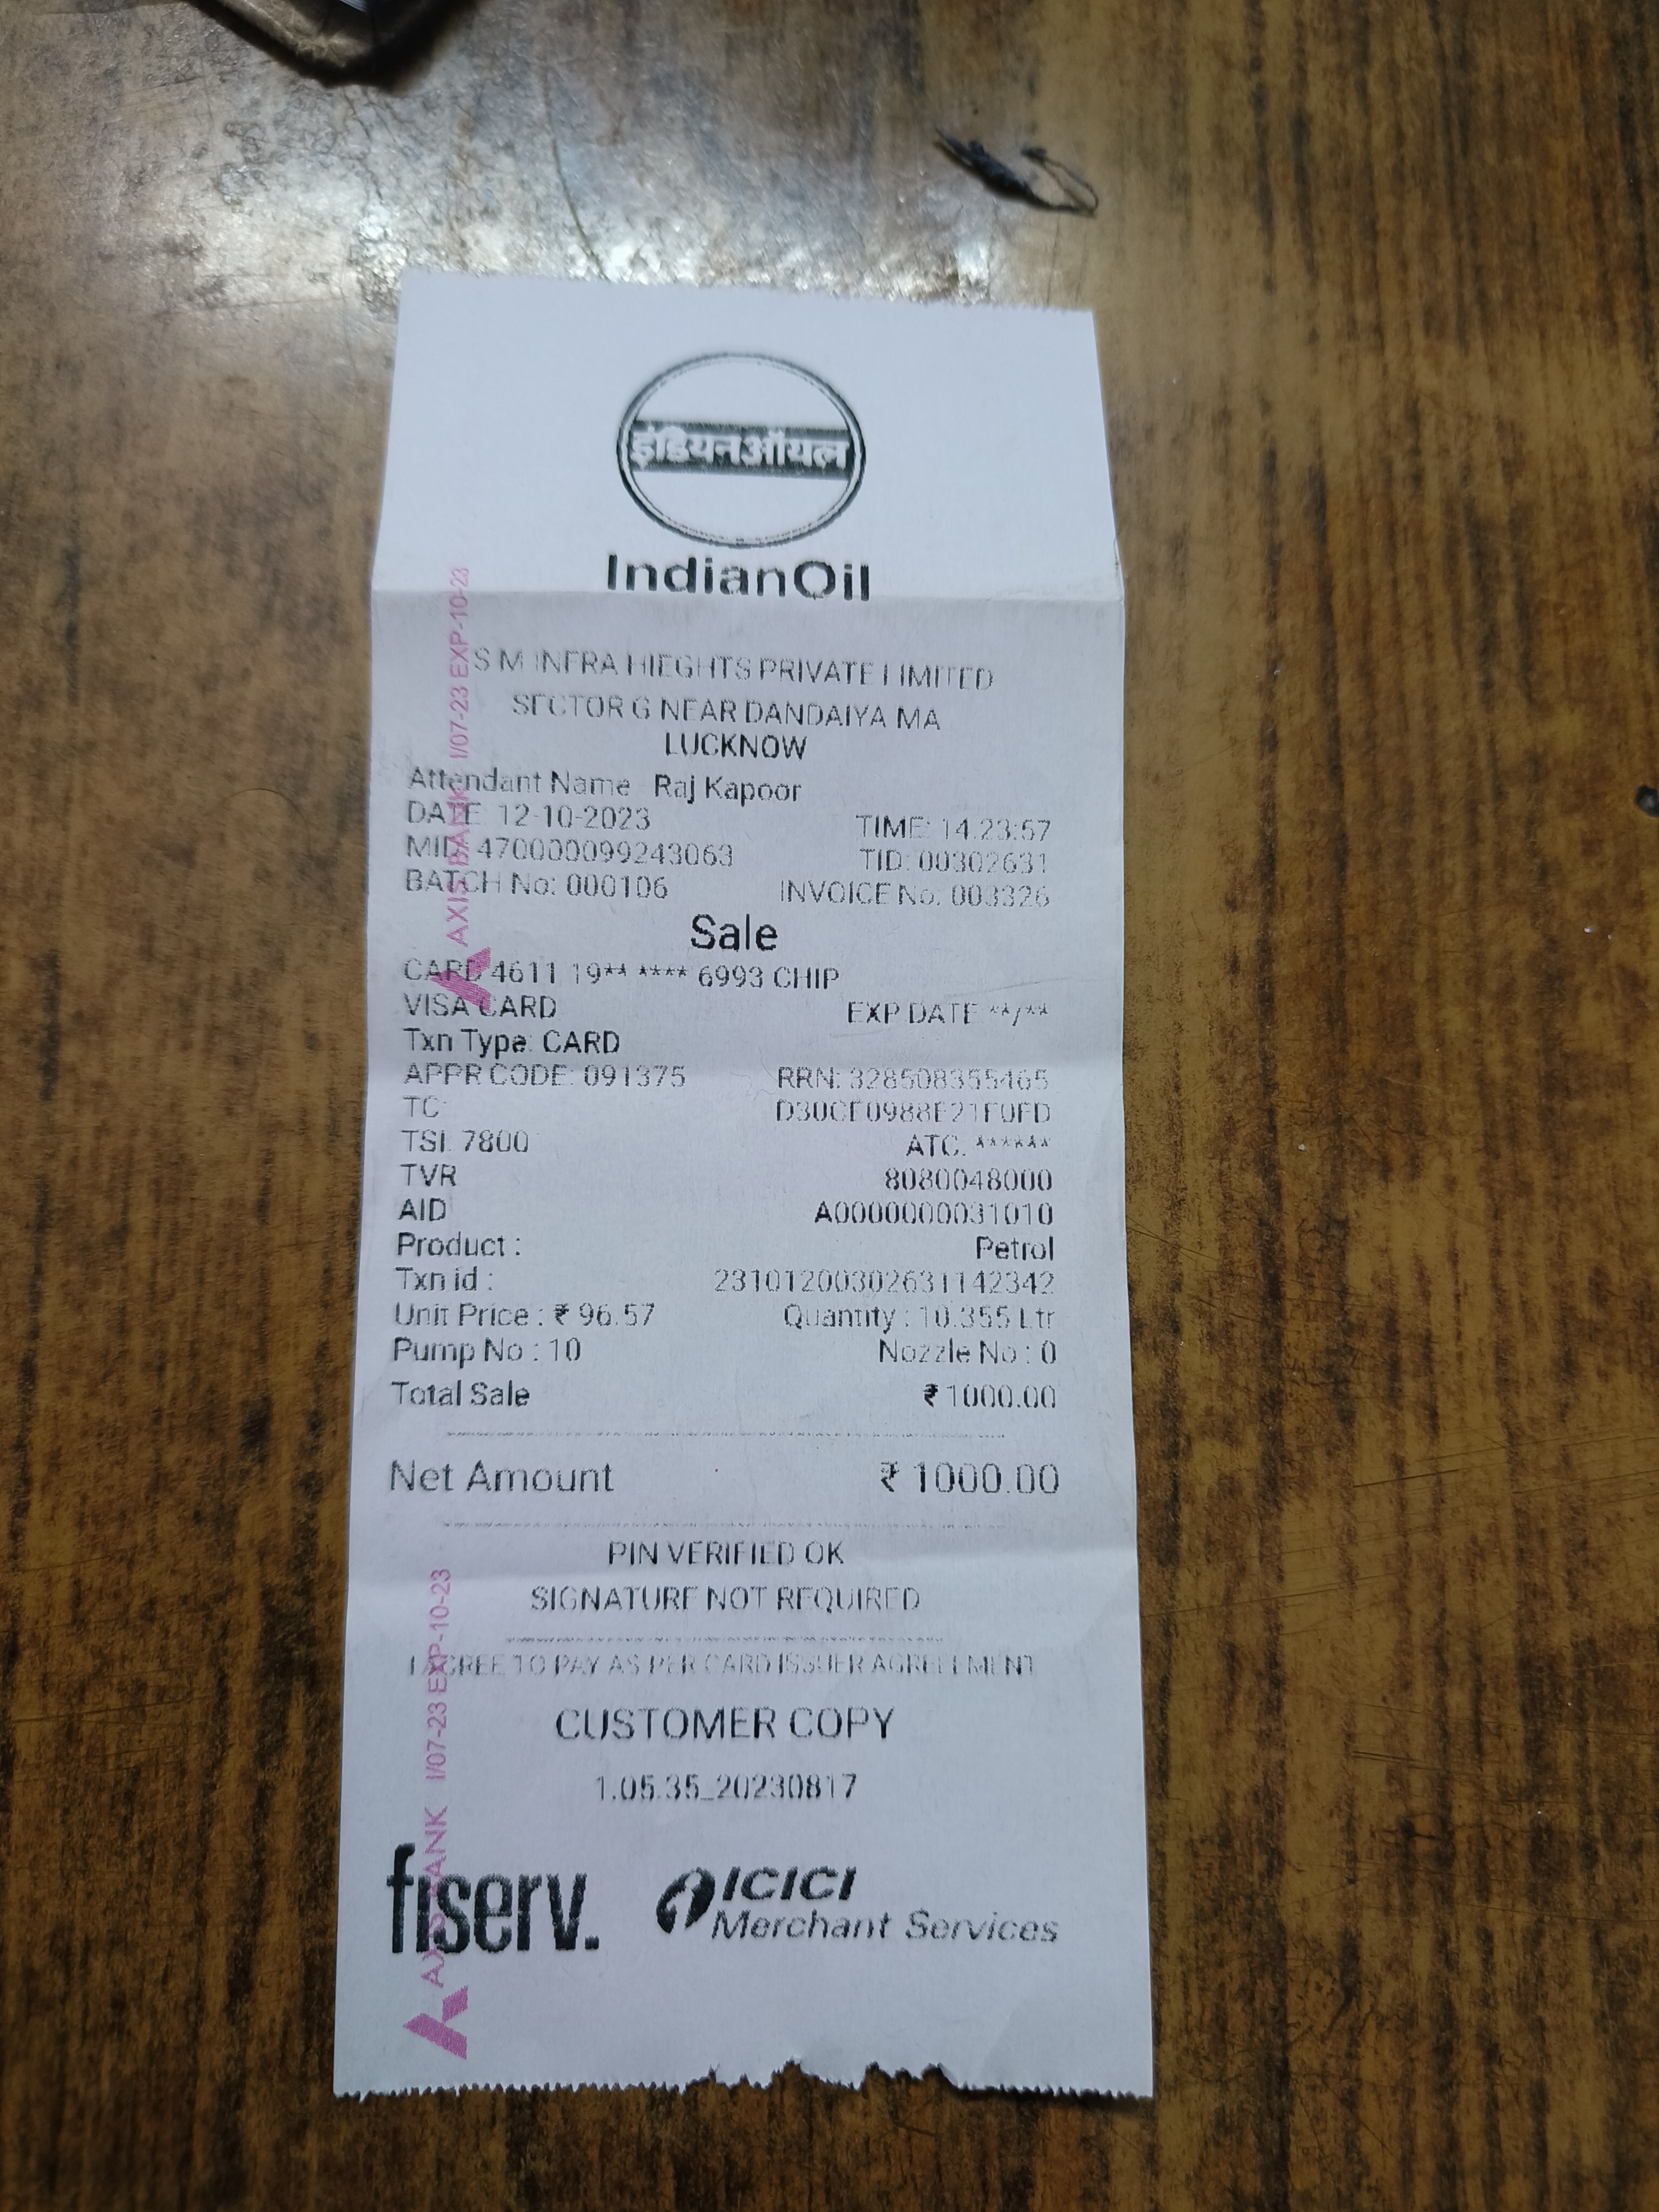 इंडियनऑयल
IndianOil
S M INFRA HIEGHTS PRIVATE LIMITED
SECTOR G NEAR DANDAIYA MA
LUCKNOW
Attendant Name Raj Kapoor
DATE: 12-10-2023 TIME: 14:23:57
MID: 470000099243063 TID: 00302631
BATCH No: 000106 INVOICE No: 003326
Sale
CARD 4611 19** **** 6993 CHIP
VISA CARD EXP DATE **/**
Txn Type: CARD
APPR CODE: 091375 RRN: 328508355465
TC: D30CE0988E21F0FD
TSI: 7800 ATC: ******
TVR 8080048000
AID A0000000031010
Product : Petrol
Txn id : 23101200302631142342
Unit Price : ₹ 96.57 Quantity : 10.355 Ltr
Pump No : 10 Nozzle No : 0
Total Sale ₹ 1000.00
Net Amount ₹ 1000.00
PIN VERIFIED OK
SIGNATURE NOT REQUIRED
I AGREE TO PAY AS PER CARD ISSUER AGREEMENT
CUSTOMER COPY
1.05.35_20230817
fiserv. ICICI
Merchant Services
AXIS BANK I/07-23 EXP-10-23
AXIS BANK I/07-23 EXP-10-23